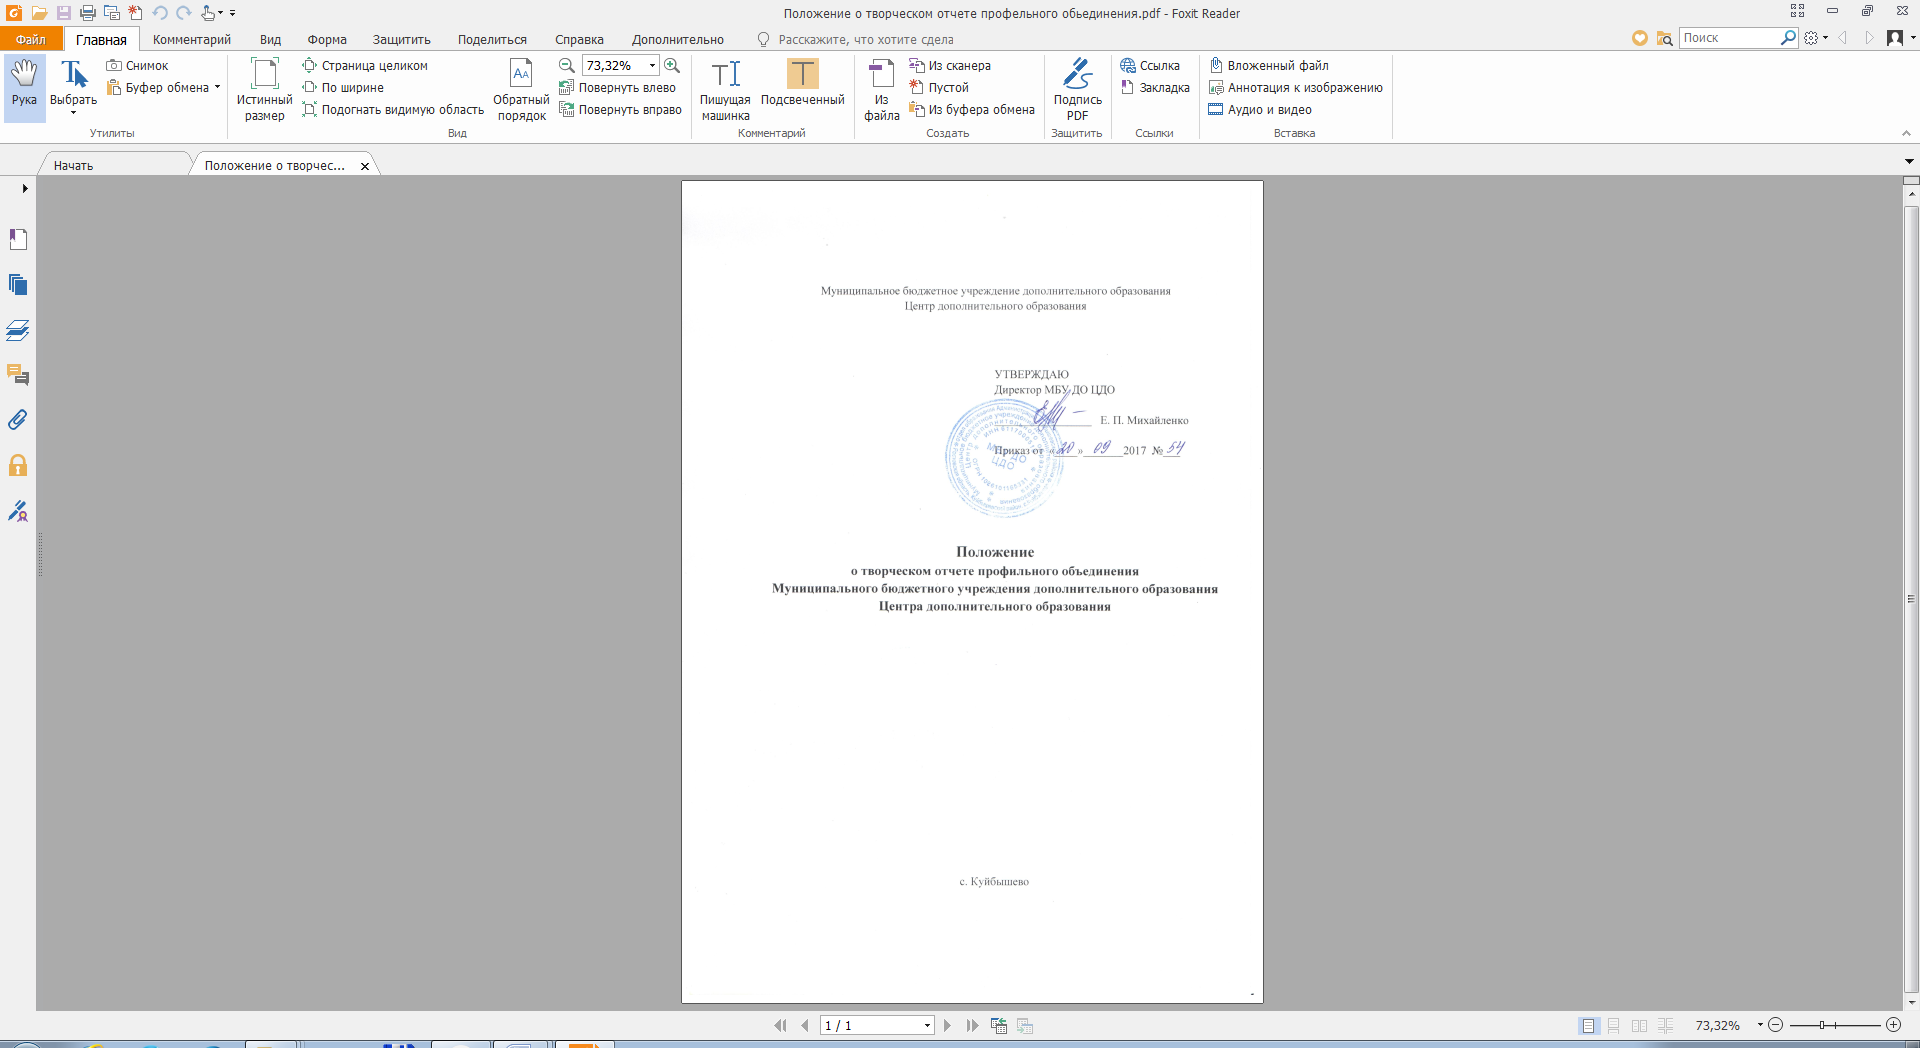 Положение о творческом отчете профельного обьединения.pdf - Foxit Reader
Файл Главная Комментарий Вид Форма Защитить Поделиться Справка Дополнительно Расскажите, что хотите сдела Поиск
Рука
Выбрать
Снимок
Буфер обмена
Утилиты
Истинный
размер
Страница целиком
По ширине
Подогнать видимую область
Обратный
порядок
73,32%
Повернуть влево
Повернуть вправо
Вид
Пишущая
машинка
Подсвеченный
Комментарий
Из
файла
Из сканера
Пустой
Из буфера обмена
Создать
Подпись
PDF
Защитить
Ссылка
Закладка
Ссылки
Вложенный файл
Аннотация к изображению
Аудио и видео
Вставка
Начать
Положение о творчес...
Муниципальное бюджетное учреждение дополнительного образования
Центр дополнительного образования
УТВЕРЖДАЮ
Директор МБУ ДО ЦДО
Е. П. Михайленко
Приказ от «20» 09 2017 № 54
МБУ ДО
ЦДО
Положение
о творческом отчете профильного объединения
Муниципального бюджетного учреждения дополнительного образования
Центра дополнительного образования
с. Куйбышево
1 / 1
73,32%